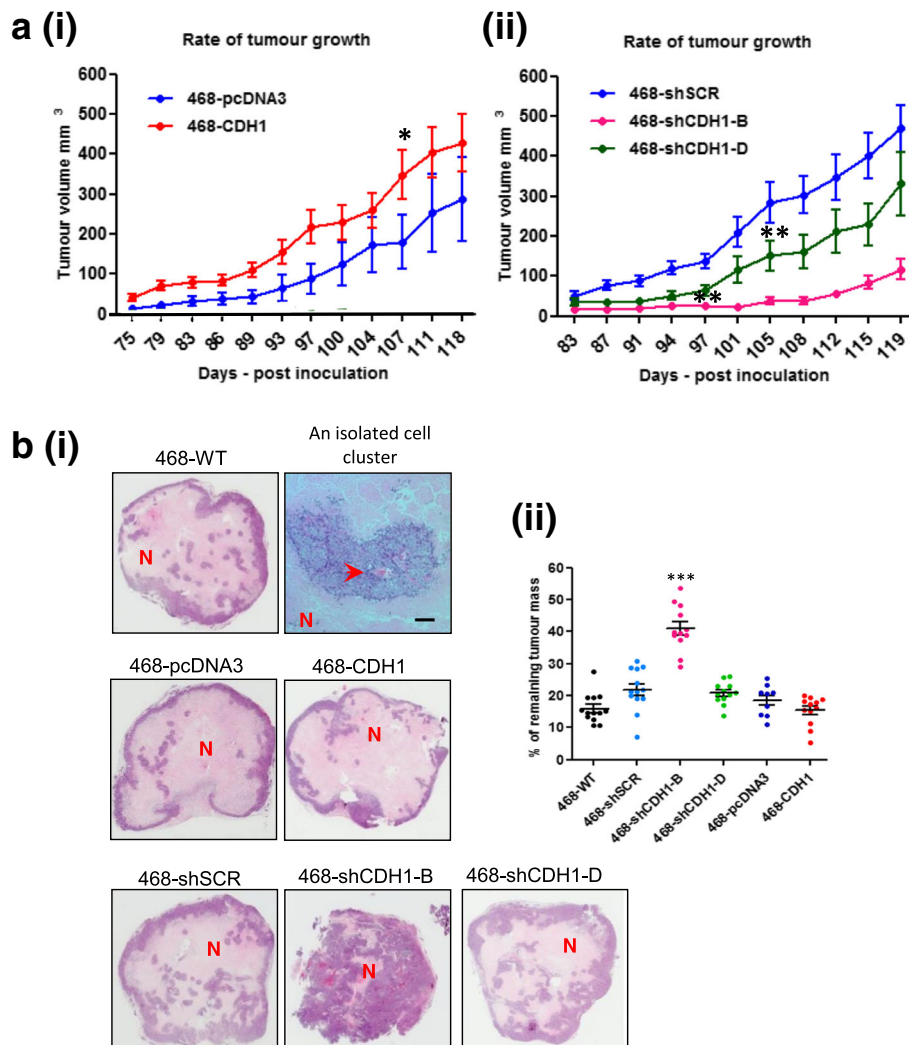 a (i)
Rate of tumour growth
600
500
400
300
200
100
0
Tumour volume mm 3
468-pcDNA3
468-CDH1
*
75 79 83 86 89 93 97 100 104 107 111 118
Days - post inoculation
(ii)
Rate of tumour growth
600
500
400
300
200
100
0
Tumour volume mm 3
468-shSCR
468-shCDH1-B
468-shCDH1-D
**
**
83 87 91 94 97 101 105 108 112 115 119
Days - post inoculation
b (i)
468-WT
An isolated cell
cluster
N
N
468-pcDNA3
468-CDH1
N
N
468-shSCR
468-shCDH1-B
468-shCDH1-D
N
N
N
(ii)
60
50
40
30
20
10
0
% of remaining tumour mass
***
468-WT
468-shSCR
468-shCDH1-B
468-shCDH1-D
468-pcDNA3
468-CDH1